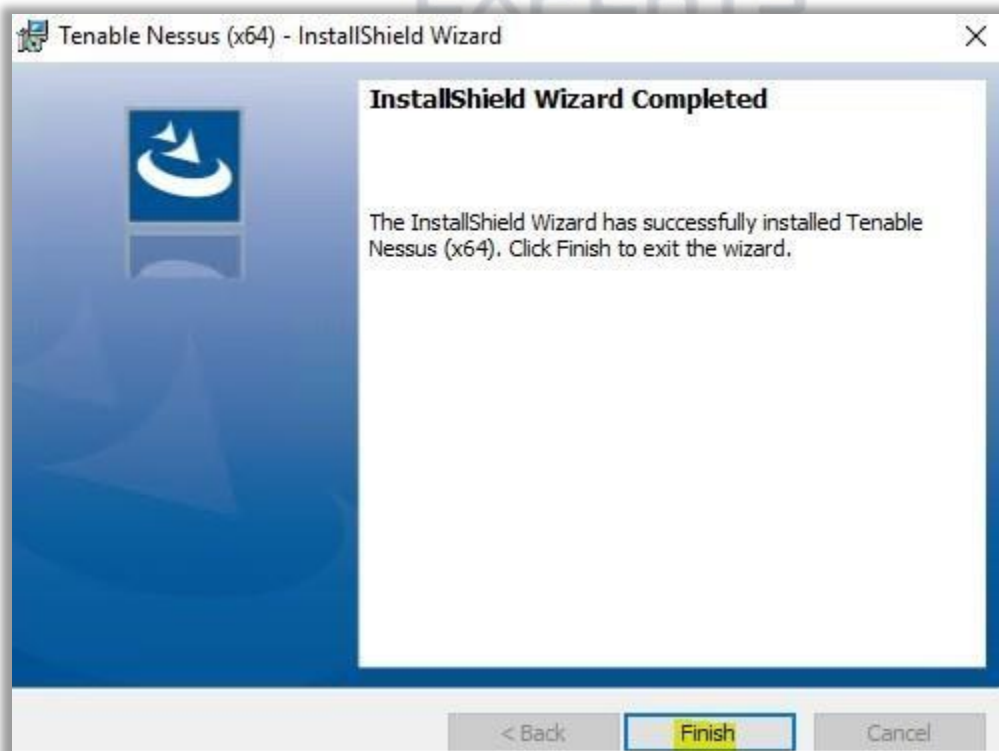 EXPERTS
Tenable Nessus (x64) - InstallShield Wizard
InstallShield Wizard Completed
The InstallShield Wizard has successfully installed Tenable
Nessus (x64). Click Finish to exit the wizard.
< Back
Finish
Cancel